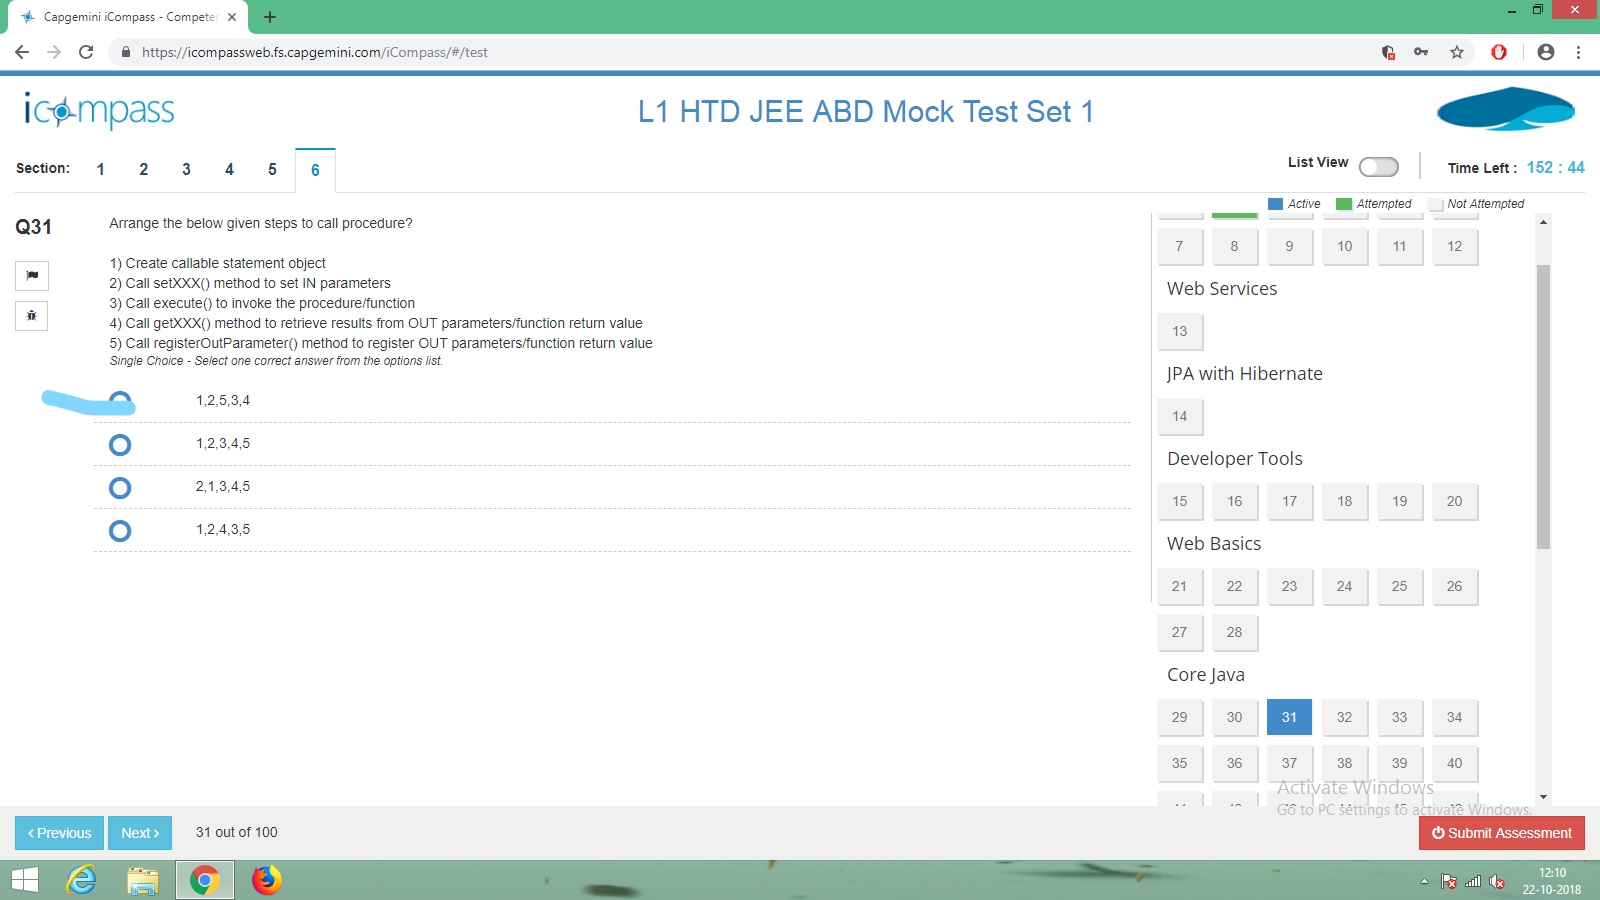 Capgemini iCompass - Competer
https://icompassweb.fs.capgemini.com/iCompass/#/test
icompass
L1 HTD JEE ABD Mock Test Set 1
Section: 1 2 3 4 5 6
List View
Time Left : 152 : 44
Active Attempted Not Attempted
Q31
Arrange the below given steps to call procedure?
1) Create callable statement object
2) Call setXXX() method to set IN parameters
3) Call execute() to invoke the procedure/function
4) Call getXXX() method to retrieve results from OUT parameters/function return value
5) Call registerOutParameter() method to register OUT parameters/function return value
Single Choice - Select one correct answer from the options list.
1,2,5,3,4
1,2,3,4,5
2,1,3,4,5
1,2,4,3,5
7 8 9 10 11 12
Web Services
13
JPA with Hibernate
14
Developer Tools
15 16 17 18 19 20
Web Basics
21 22 23 24 25 26
27 28
Core Java
29 30 31 32 33 34
35 36 37 38 39 40
Activate Windows
Go to PC settings to activate Windows.
‹ Previous
Next ›
31 out of 100
Submit Assessment
12:10
22-10-2018